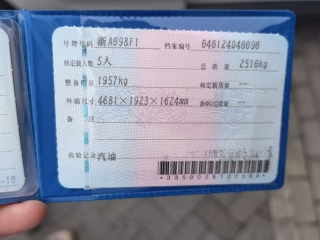 号牌号码 浙A098F1 档案编号 040124D40090
核定载人数 5人 总质量 2510kg
整备质量 1957kg 核定载质量 --
外廓尺寸 4681×1923×1624mm 准牵引总质量 --
备注
检验记录 汽油